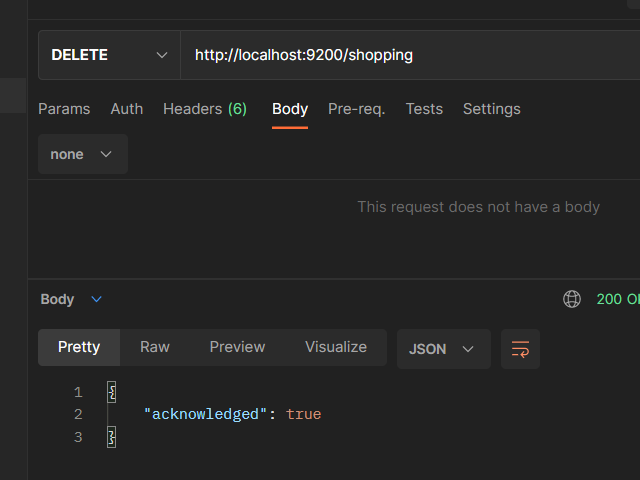 DELETE http://localhost:9200/shopping
Params Auth Headers (6) Body Pre-req. Tests Settings
none
This request does not have a body
Body 200
Pretty Raw Preview Visualize JSON
1 {
2 "acknowledged": true
3 }